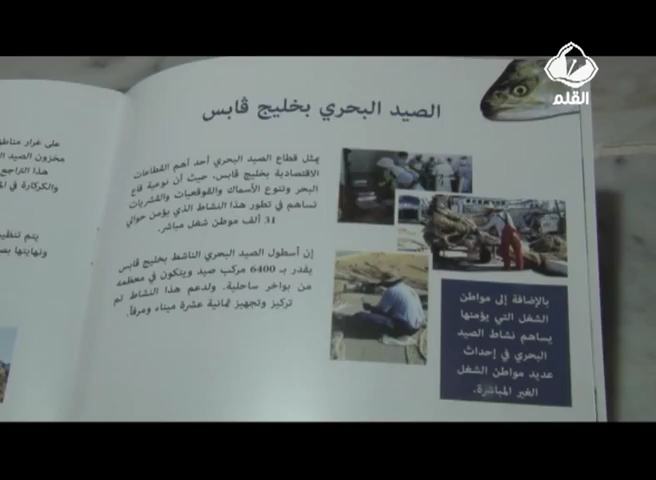 القلم
الصيد البحري بخليج ڤابس
يمثل قطاع الصيد البحري أحد أهم القطاعات
الاقتصادية بخليج ڤابس، حيث أن نوعية قاع
البحر وتنوع الأسماك والقوقعيات والقشريات
تساهم في تطور هذا النشاط الذي يؤمن حوالي
31 ألف موطن شغل مباشر.
إن أسطول الصيد البحري الناشط بخليج ڤابس
يقدر بـ 6400 مركب صيد ويتكون في معظمه
من بواخر ساحلية. ولدعم هذا النشاط تم
تركيز وتجهيز ثمانية عشرة ميناء ومرفأ.
بالإضافة إلى مواطن
الشغل التي يؤمنها
يساهم نشاط الصيد
البحري في إحداث
عديد مواطن الشغل
الغير المباشرة.
على غرار مناطق
مخزون الصيد
هذا التراجع
والكركارة في
يتم تنظيم
ونهايتها